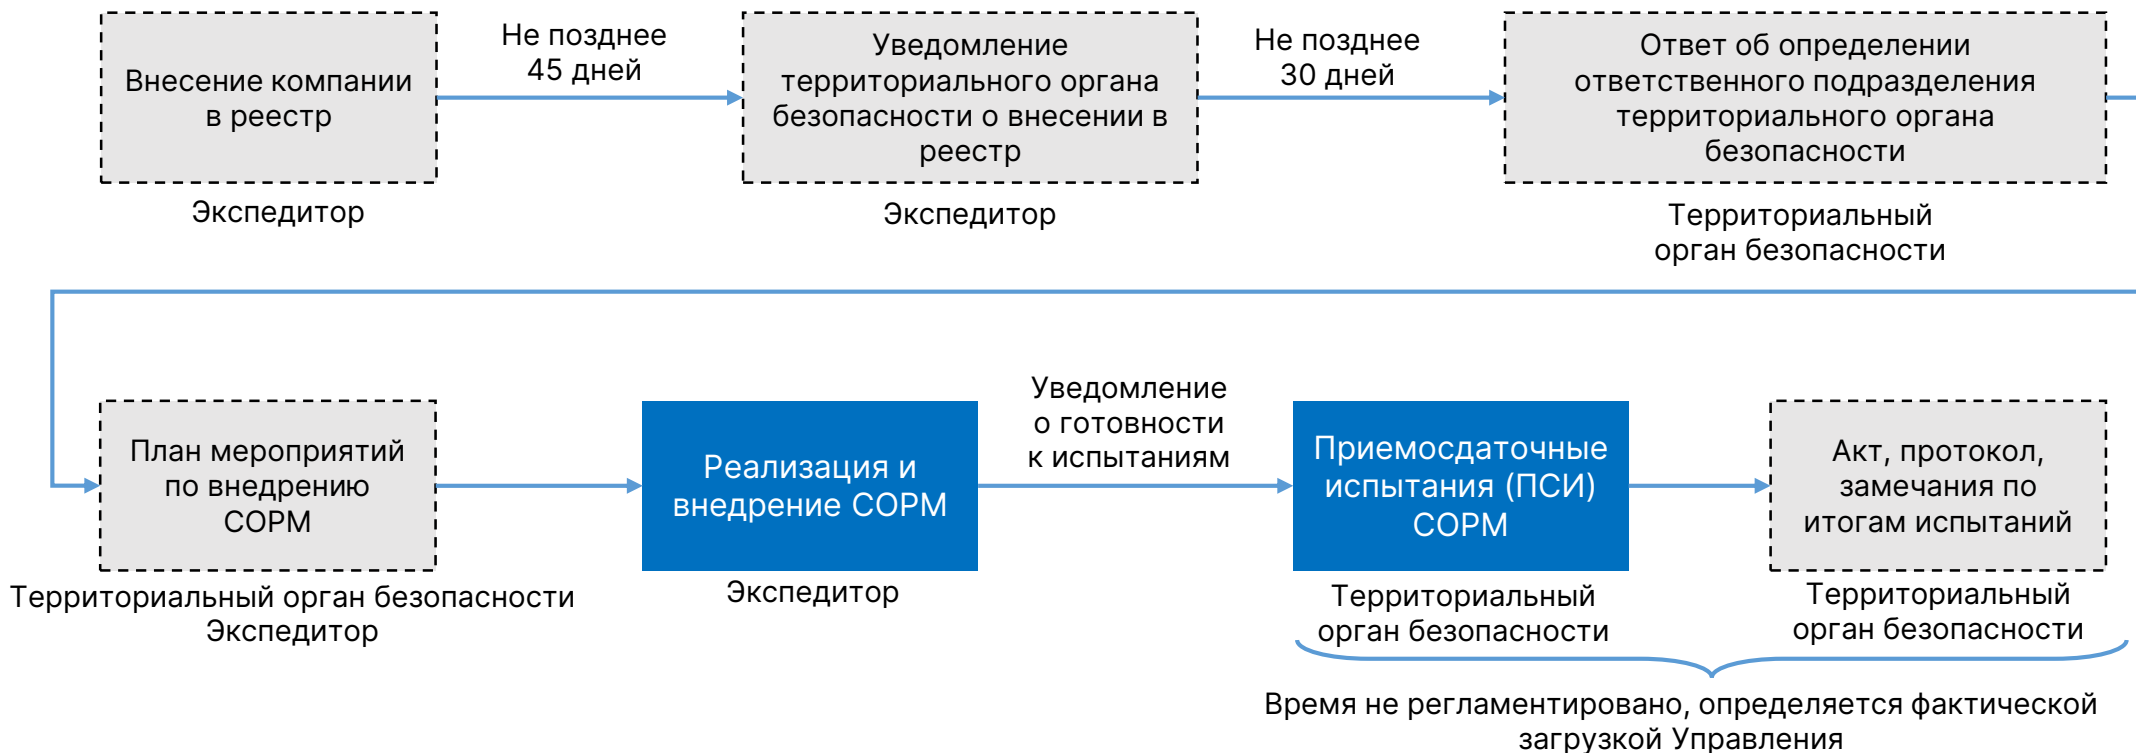 Внесение компании
в реестр
Экспедитор
Не позднее
45 дней
Уведомление
территориального органа
безопасности о внесении в
реестр
Экспедитор
Не позднее
30 дней
Ответ об определении
ответственного подразделения
территориального органа
безопасности
Территориальный
орган безопасности
План мероприятий
по внедрению
СОРМ
Территориальный орган безопасности
Экспедитор
Реализация и
внедрение СОРМ
Экспедитор
Уведомление
о готовности
к испытаниям
Приемосдаточные
испытания (ПСИ)
СОРМ
Территориальный
орган безопасности
Акт, протокол,
замечания по
итогам испытаний
Территориальный
орган безопасности
Время не регламентировано, определяется фактической
загрузкой Управления